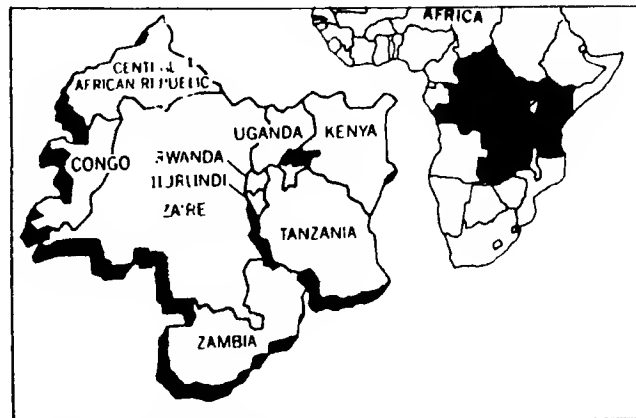 AFRICA
CENTRAL
AFRICAN REPUBLIC
UGANDA
KENYA
CONGO
RWANDA
BURUNDI
ZAIRE
TANZANIA
ZAMBIA